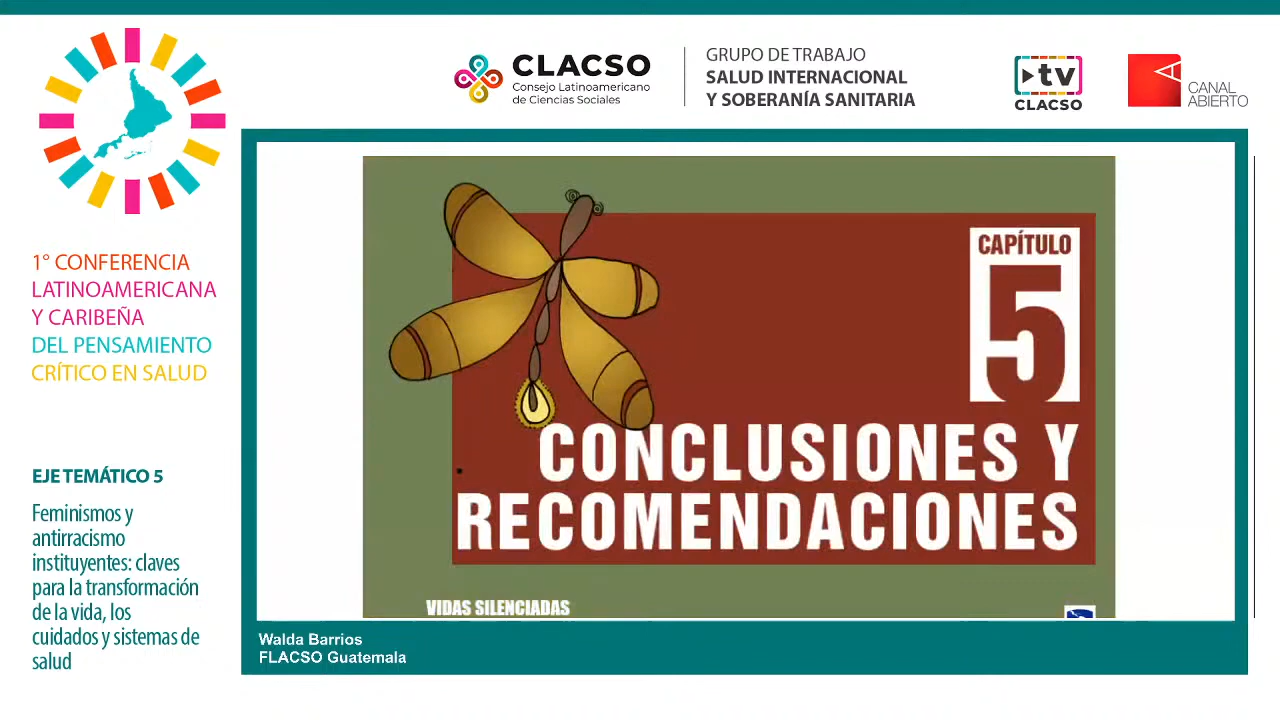 CLACSO
Consejo Latinoamericano
de Ciencias Sociales
GRUPO DE TRABAJO
SALUD INTERNACIONAL
Y SOBERANÍA SANITARIA
tv
CLACSO
CANAL
ABIERTO
1° CONFERENCIA
LATINOAMERICANA
Y CARIBEÑA
DEL PENSAMIENTO
CRÍTICO EN SALUD
EJE TEMÁTICO 5
Feminismos y
antirracismo
instituyentes: claves
para la transformación
de la vida, los
cuidados y sistemas de
salud
CAPÍTULO
5
CONCLUSIONES Y
RECOMENDACIONES
VIDAS SILENCIADAS
Walda Barrios
FLACSO Guatemala